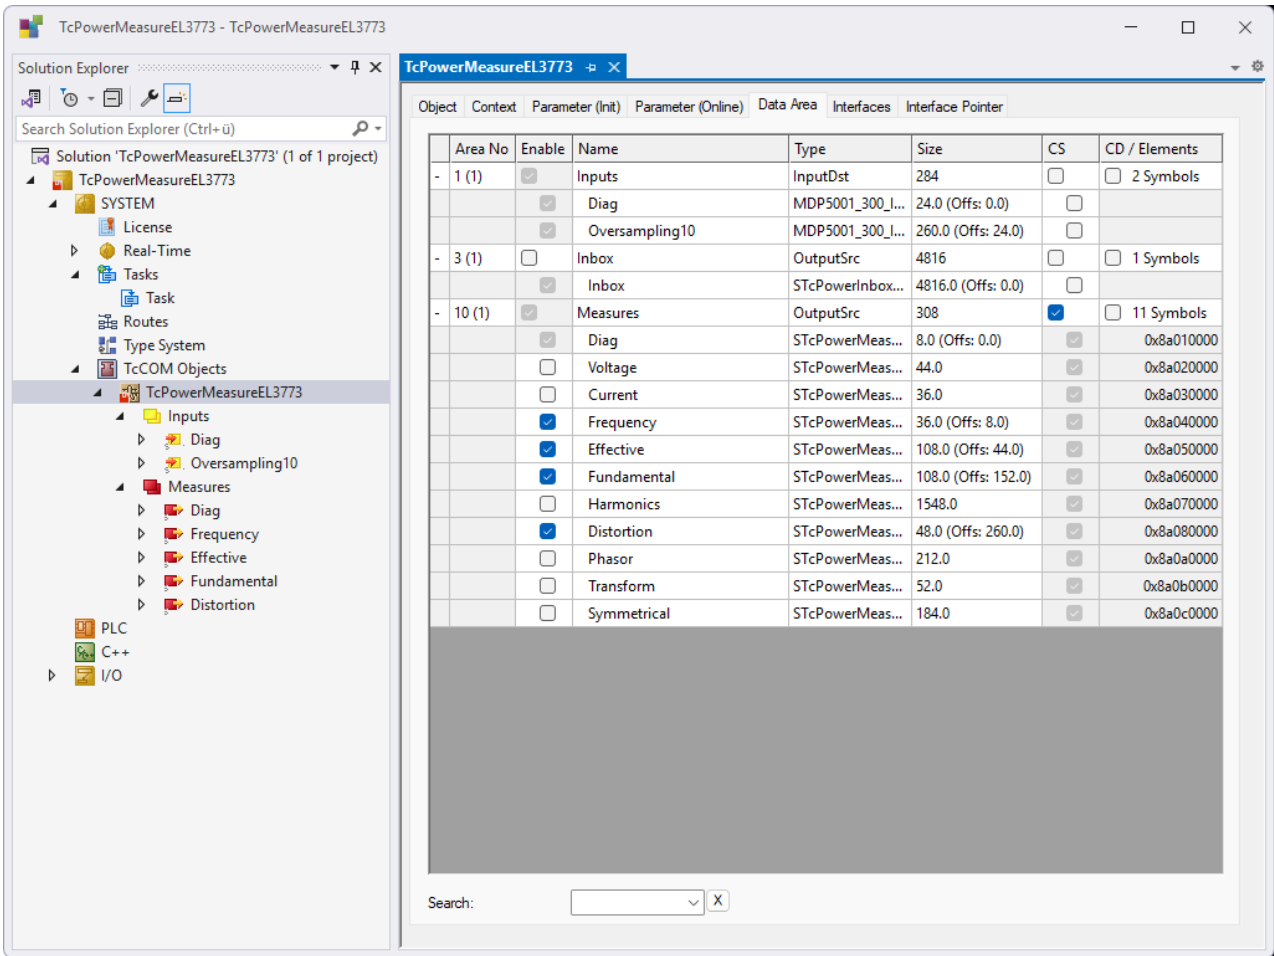 TcPowerMeasureEL3773 - TcPowerMeasureEL3773
Solution Explorer
Search Solution Explorer (Ctrl+ü)
Solution 'TcPowerMeasureEL3773' (1 of 1 project)
TcPowerMeasureEL3773
SYSTEM
License
Real-Time
Tasks
Task
Routes
Type System
TcCOM Objects
TcPowerMeasureEL3773
Inputs
Diag
Oversampling10
Measures
Diag
Frequency
Effective
Fundamental
Distortion
PLC
C++
I/O
TcPowerMeasureEL3773
Object Context Parameter (Init) Parameter (Online) Data Area Interfaces Interface Pointer
Area No Enable Name Type Size CS CD / Elements
- 1 (1) Inputs InputDst 284 2 Symbols
Diag MDP5001_300_I... 24.0 (Offs: 0.0)
Oversampling10 MDP5001_300_I... 260.0 (Offs: 24.0)
- 3 (1) Inbox OutputSrc 4816 1 Symbols
Inbox STcPowerInbox... 4816.0 (Offs: 0.0)
- 10 (1) Measures OutputSrc 308 11 Symbols
Diag STcPowerMeas... 8.0 (Offs: 0.0) 0x8a010000
Voltage STcPowerMeas... 44.0 0x8a020000
Current STcPowerMeas... 36.0 0x8a030000
Frequency STcPowerMeas... 36.0 (Offs: 8.0) 0x8a040000
Effective STcPowerMeas... 108.0 (Offs: 44.0) 0x8a050000
Fundamental STcPowerMeas... 108.0 (Offs: 152.0) 0x8a060000
Harmonics STcPowerMeas... 1548.0 0x8a070000
Distortion STcPowerMeas... 48.0 (Offs: 260.0) 0x8a080000
Phasor STcPowerMeas... 212.0 0x8a0a0000
Transform STcPowerMeas... 52.0 0x8a0b0000
Symmetrical STcPowerMeas... 184.0 0x8a0c0000
Search: X